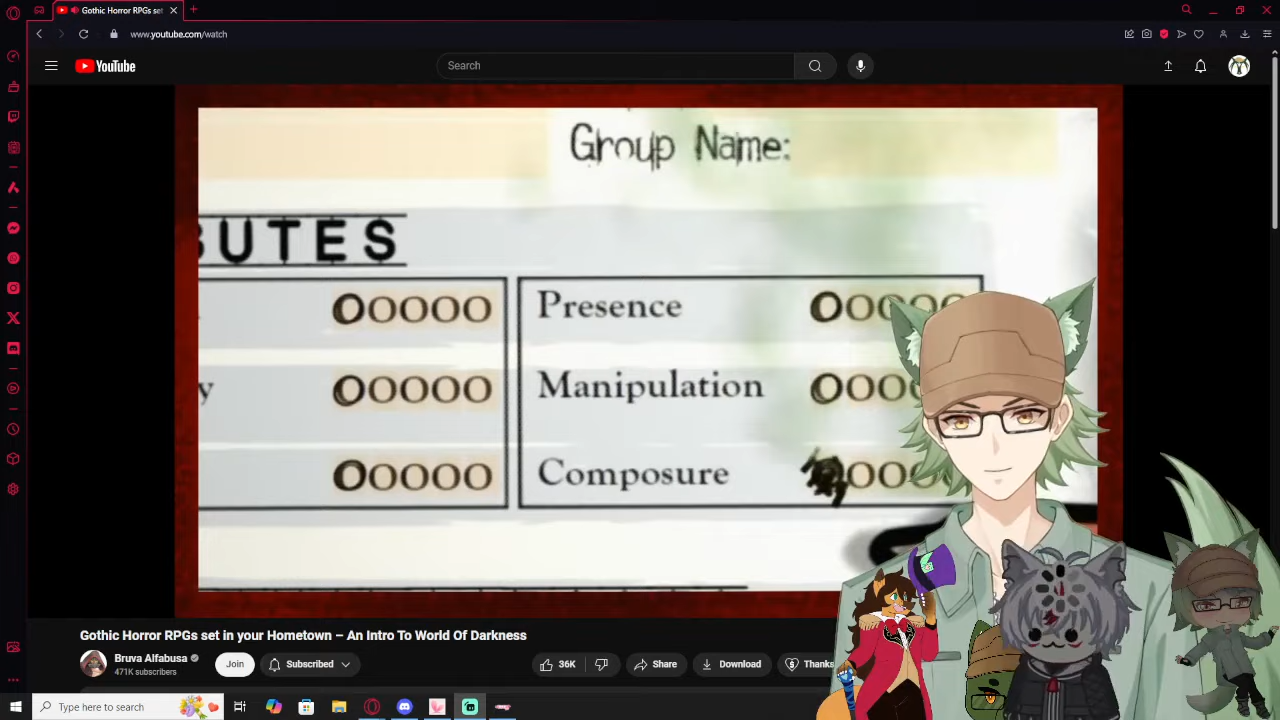 Gothic Horror RPGs set
www.youtube.com/watch
YouTube
Search
Group Name:
BUTES
Presence
y
Manipulation
Composure
Gothic Horror RPGs set in your Hometown – An Intro To World Of Darkness
Bruva Alfabusa
471K subscribers
Join
Subscribed
36K
Share
Download
Thanks
Type here to search